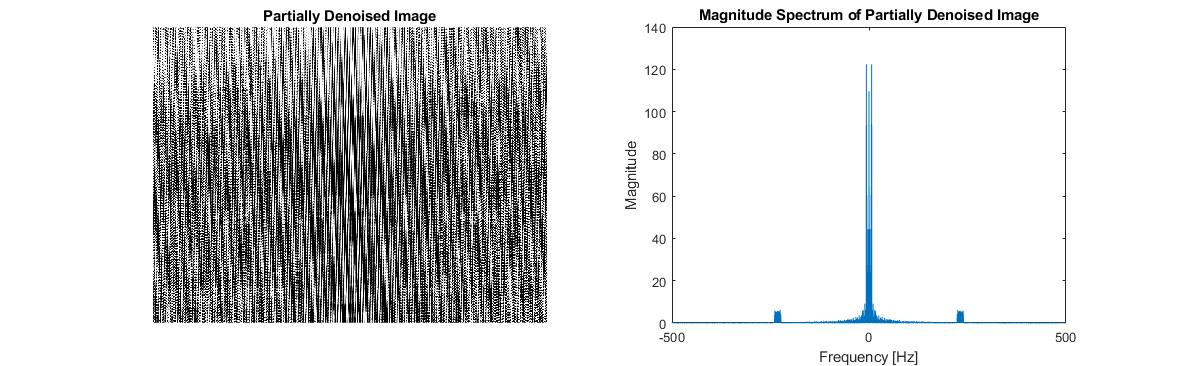 Partially Denoised Image
Magnitude Spectrum of Partially Denoised Image
140
120
100
80
60
40
20
0
Magnitude
-500
0
500
Frequency [Hz]